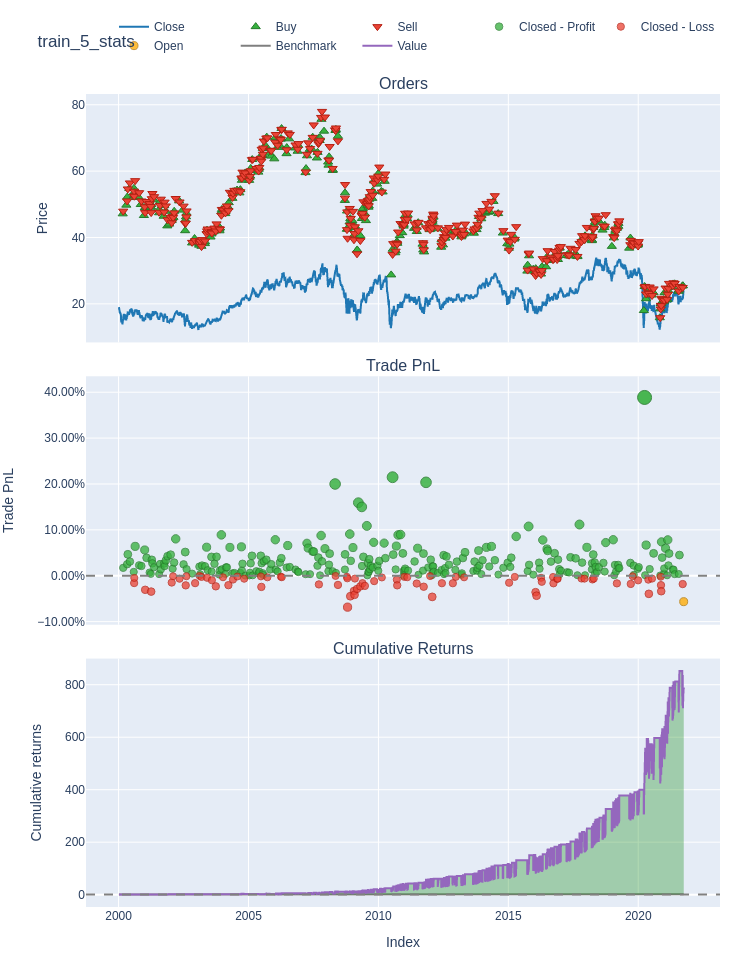 train_5_stats
Close
Buy
Sell
Closed - Profit
Closed - Loss
Open
Benchmark
Value
Orders
80
60
40
20
Price
Trade PnL
40.00%
30.00%
20.00%
10.00%
0.00%
−10.00%
Trade PnL
Cumulative Returns
800
600
400
200
0
Cumulative returns
2000
2005
2010
2015
2020
Index